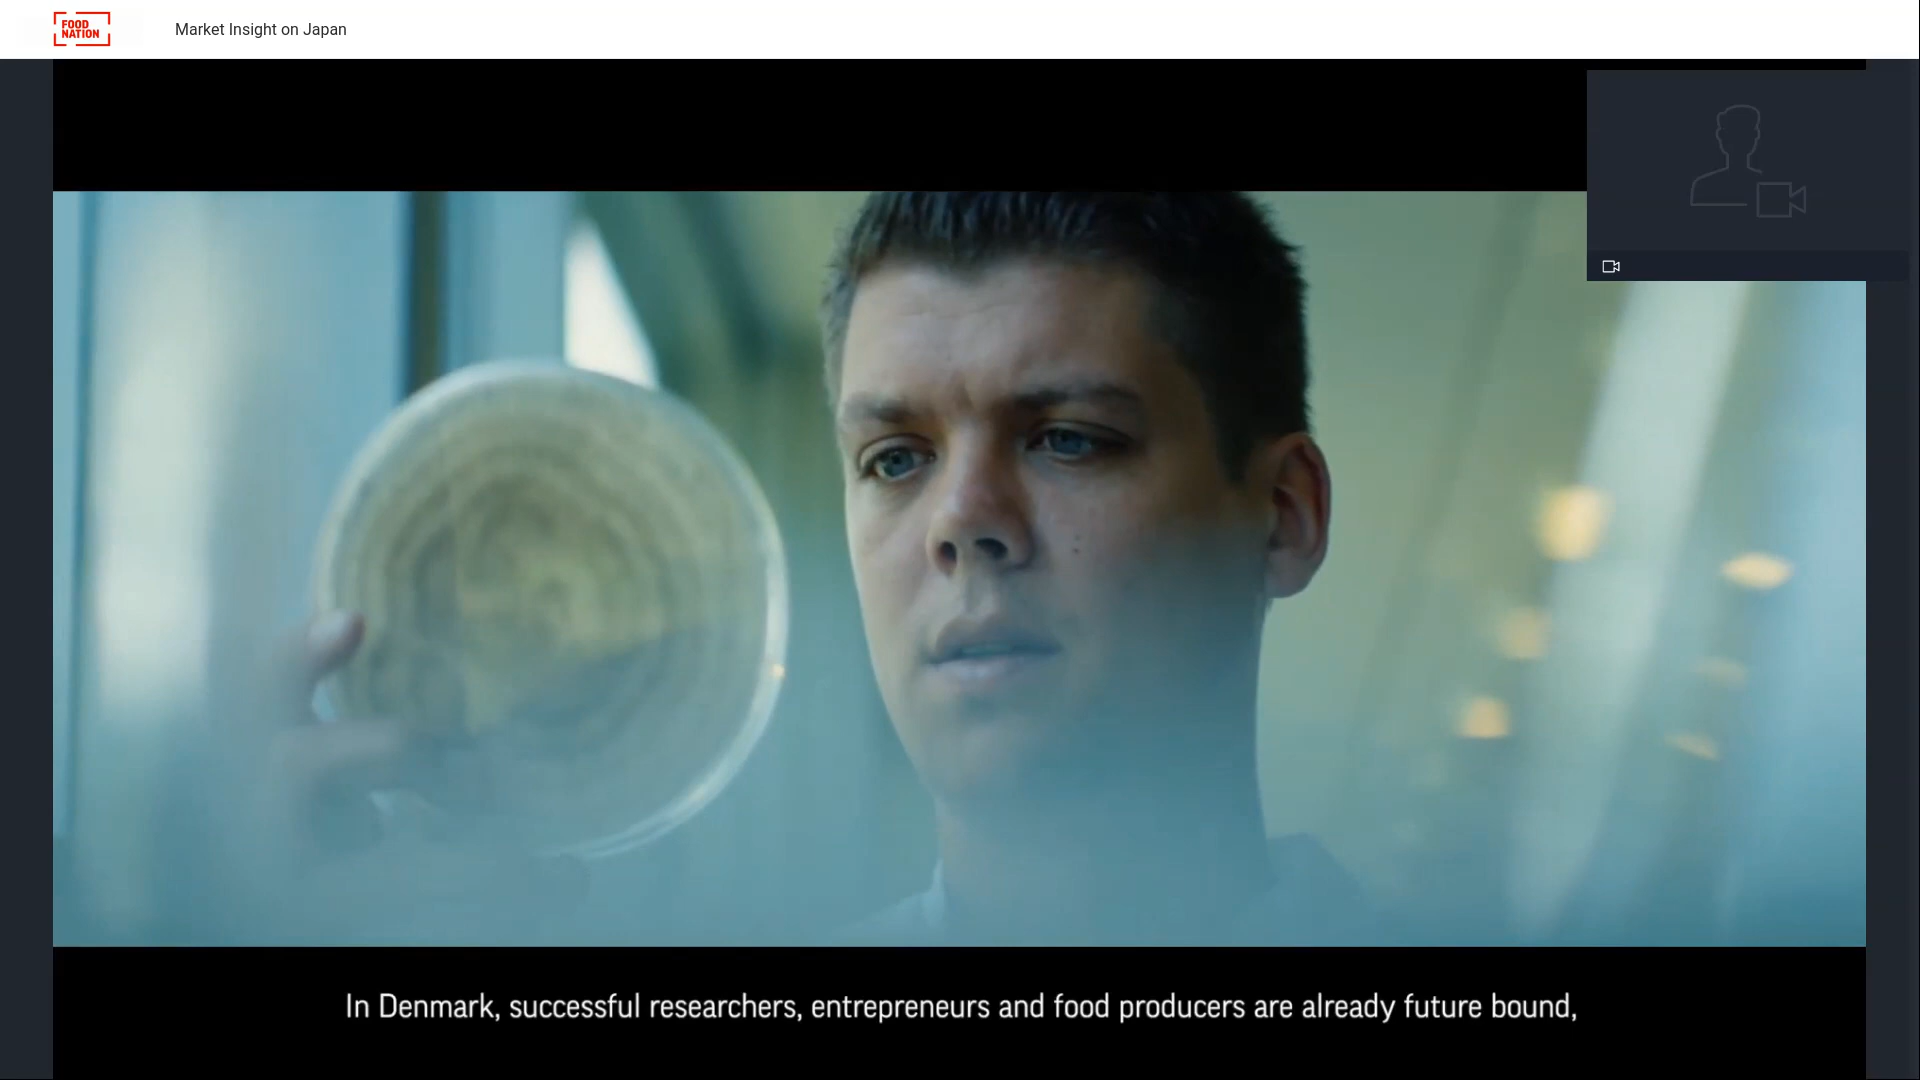 FOOD
NATION
Market Insight on Japan
In Denmark, successful researchers, entrepreneurs and food producers are already future bound,